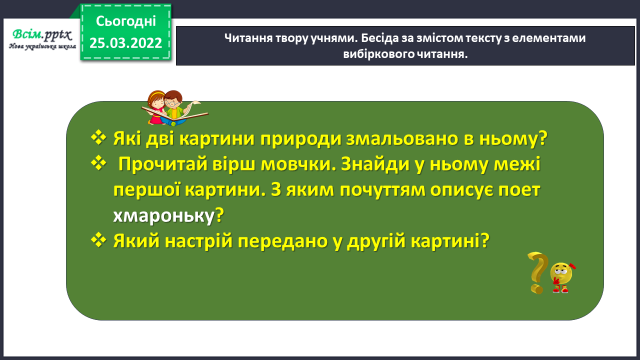 Всім.pptx
Нова українська школа
Сьогодні
25.03.2022
Читання твору учнями. Бесіда за змістом тексту з елементами
вибіркового читання.
❖ Які дві картини природи змальовано в ньому?
❖ Прочитай вірш мовчки. Знайди у ньому межі
першої картини. З яким почуттям описує поет
хмароньку?
❖ Який настрій передано у другій картині?